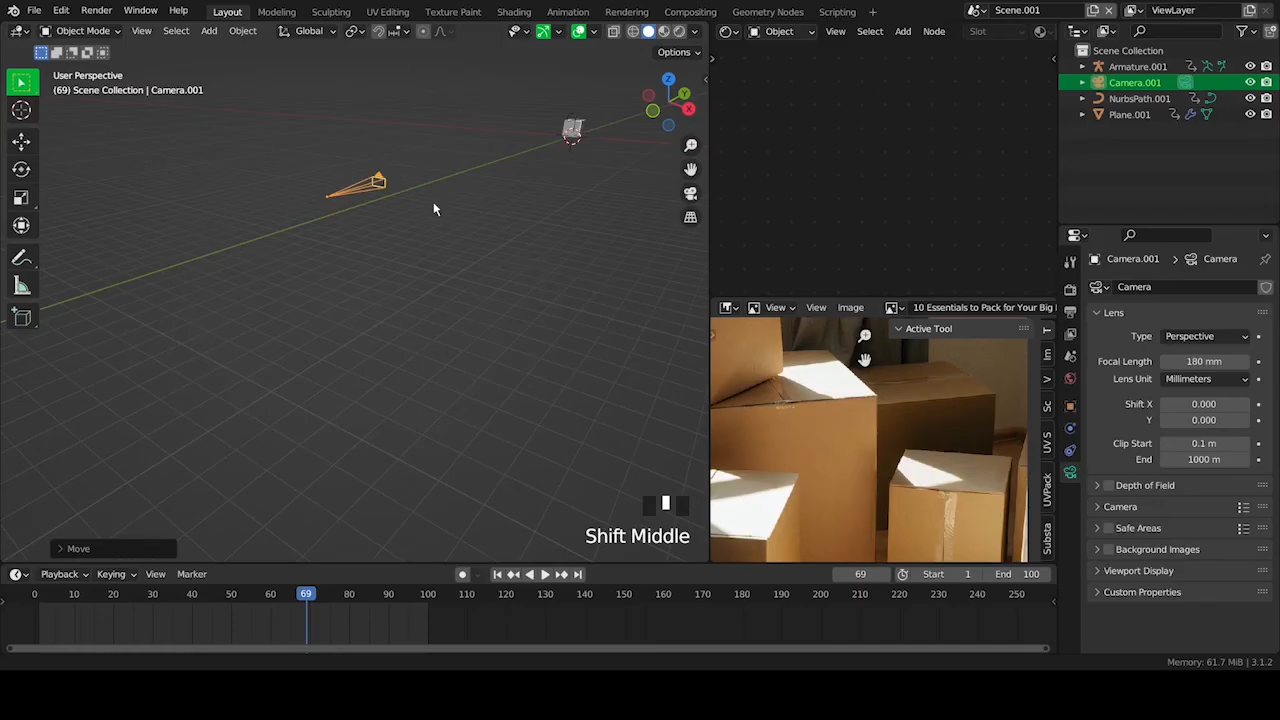 File Edit Render Window Help
Layout Modeling Sculpting UV Editing Texture Paint Shading Animation Rendering Compositing Geometry Nodes Scripting +
Scene.001
ViewLayer
Object Mode View Select Add Object
Global
Object View Select Add Node Slot
Options
User Perspective
(69) Scene Collection | Camera.001
Z
Y
X
Scene Collection
Armature.001
Camera.001
NurbsPath.001
Plane.001
Camera.001 > Camera
Camera
View View Image 10 Essentials to Pack for Your Big
Active Tool
T
Im
V
Sc
UV S
UVPack
Substa
Lens
Type Perspective
Focal Length 180 mm
Lens Unit Millimeters
Shift X 0.000
Y 0.000
Clip Start 0.1 m
End 1000 m
Depth of Field
Camera
Safe Areas
Background Images
Viewport Display
Custom Properties
Shift Middle
Move
Playback Keying View Marker 69 Start 1 End 100
0 10 20 30 40 50 60 69 80 90 100 110 120 130 140 150 160 170 180 190 200 210 220 230 240 250
Memory: 61.7 MiB | 3.1.2